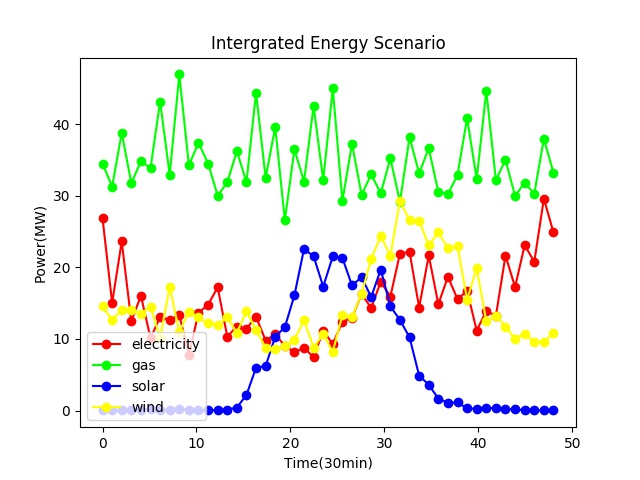 Intergrated Energy Scenario
Power(MW)
40
30
20
10
0
electricity
gas
solar
wind
0 10 20 30 40 50
Time(30min)